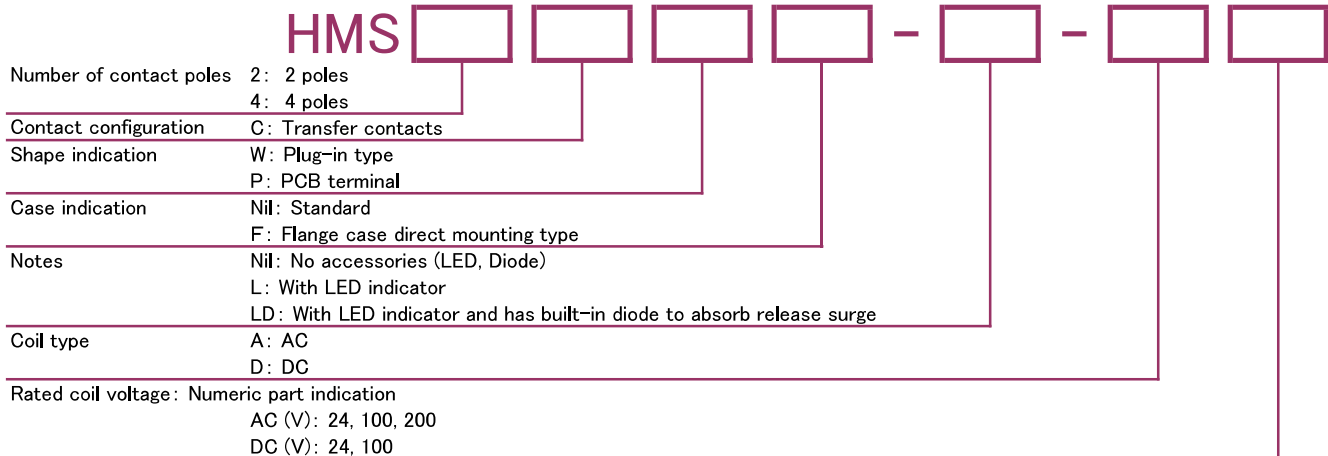 HMS - -
Number of contact poles 2: 2 poles
4: 4 poles
Contact configuration C: Transfer contacts
Shape indication W: Plug-in type
P: PCB terminal
Case indication Nil: Standard
F: Flange case direct mounting type
Notes Nil: No accessories (LED, Diode)
L: With LED indicator
LD: With LED indicator and has built-in diode to absorb release surge
Coil type A: AC
D: DC
Rated coil voltage: Numeric part indication
AC (V): 24, 100, 200
DC (V): 24, 100